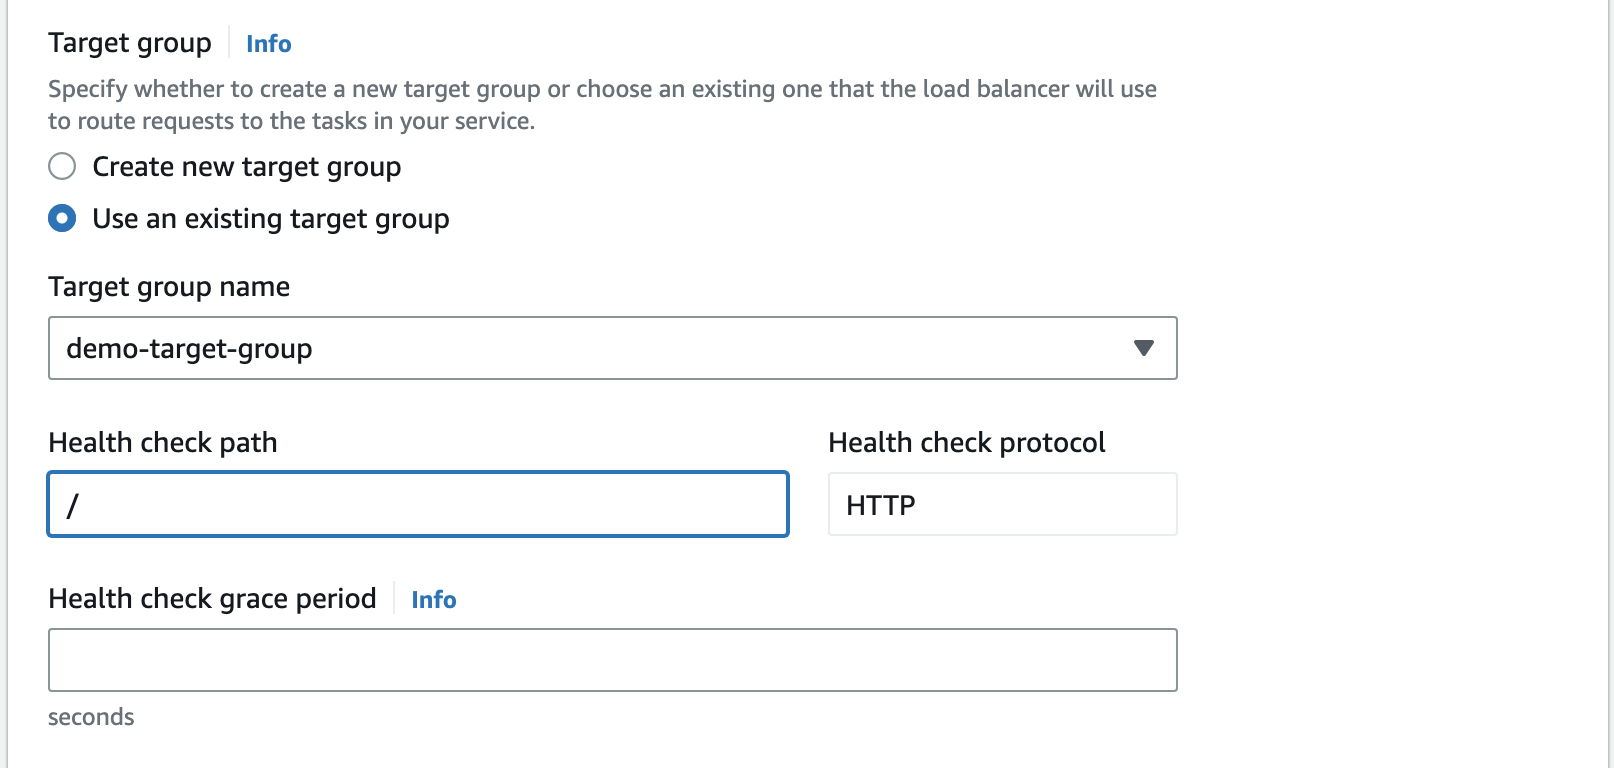 Target group Info
Specify whether to create a new target group or choose an existing one that the load balancer will use
to route requests to the tasks in your service.
Create new target group
Use an existing target group
Target group name
demo-target-group
Health check path
Health check protocol
/
HTTP
Health check grace period Info
seconds